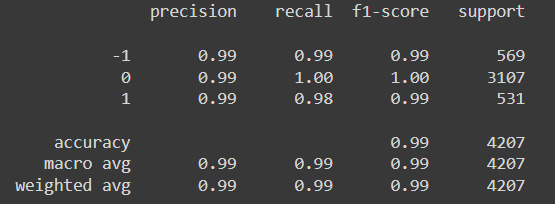 precision recall f1-score support
-1 0.99 0.99 0.99 569
0 0.99 1.00 1.00 3107
1 0.99 0.98 0.99 531
accuracy 0.99 4207
macro avg 0.99 0.99 0.99 4207
weighted avg 0.99 0.99 0.99 4207